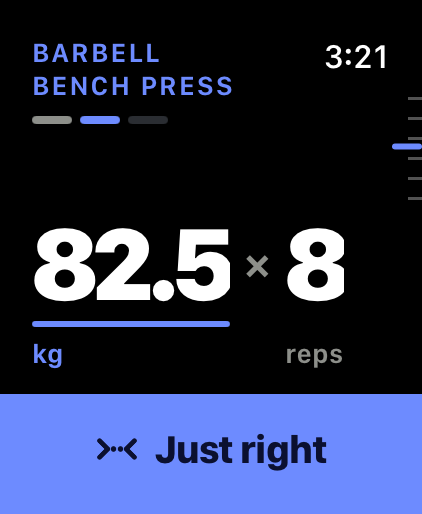 BARBELL
BENCH PRESS
3:21
82.5 × 8
kg reps
Just right